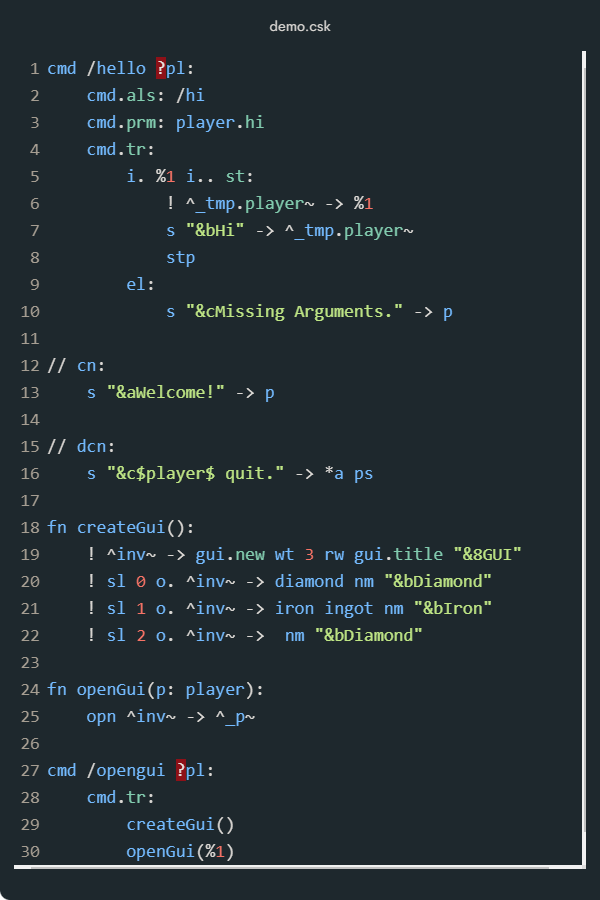 demo.csk
1 cmd /hello ?pl:
2     cmd.als: /hi
3     cmd.prm: player.hi
4     cmd.tr:
5         i. %1 i.. st:
6             ! ^_tmp.player~ -> %1
7             s "&bHi" -> ^_tmp.player~
8             stp
9         el:
10             s "&cMissing Arguments." -> p
11
12 // cn:
13     s "&aWelcome!" -> p
14
15 // dcn:
16     s "&c$player$ quit." -> *a ps
17
18 fn createGui():
19     ! ^inv~ -> gui.new wt 3 rw gui.title "&8GUI"
20     ! sl 0 o. ^inv~ -> diamond nm "&bDiamond"
21     ! sl 1 o. ^inv~ -> iron ingot nm "&bIron"
22     ! sl 2 o. ^inv~ ->  nm "&bDiamond"
23
24 fn openGui(p: player):
25     opn ^inv~ -> ^_p~
26
27 cmd /opengui ?pl:
28     cmd.tr:
29         createGui()
30         openGui(%1)